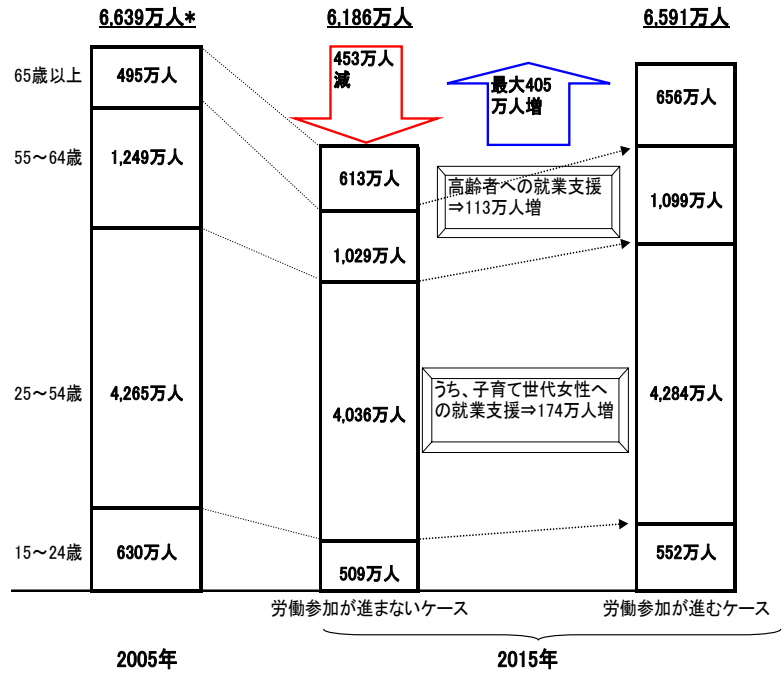 6,639万人*
6,186万人
6,591万人
65歳以上
495万人
453万人
減
最大405
万人増
656万人
55～64歳
1,249万人
613万人
高齢者への就業支援
⇒113万人増
1,099万人
1,029万人
25～54歳
4,265万人
4,036万人
うち、子育て世代女性へ
の就業支援⇒174万人増
4,284万人
15～24歳
630万人
509万人
552万人
労働参加が進まないケース
労働参加が進むケース
2005年
2015年